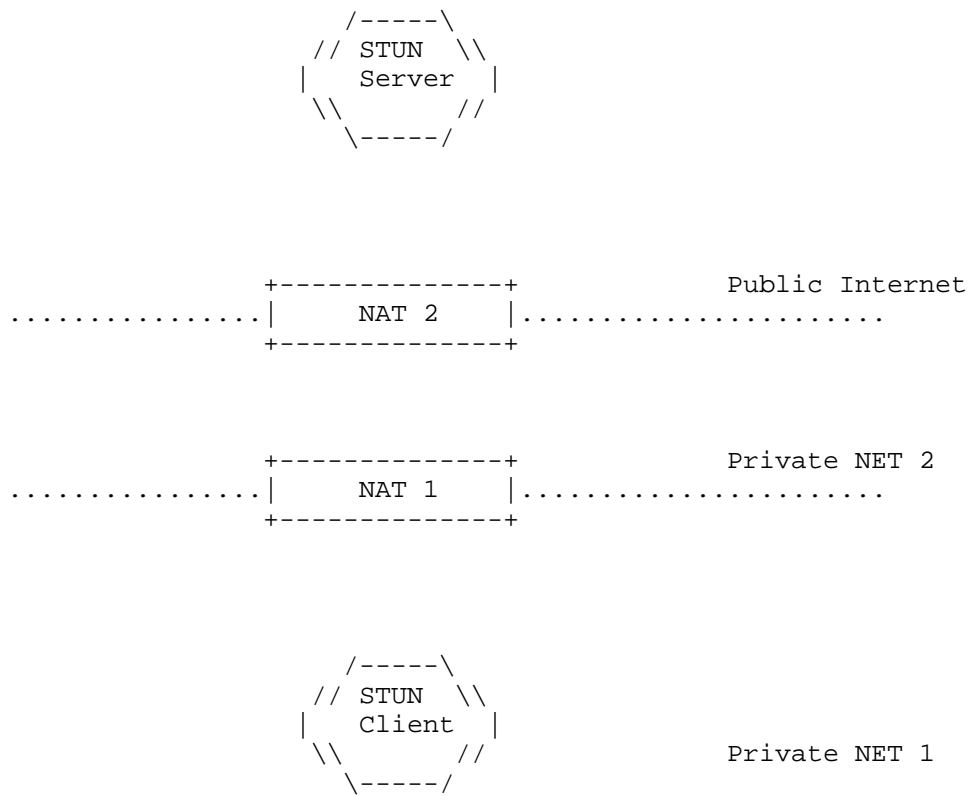 /-----\
// STUN \\
| Server |
\\ //
\-----/
+--------------+ Public Internet
................| NAT 2 |.......................
+--------------+
+--------------+ Private NET 2
................| NAT 1 |.......................
+--------------+
/-----\
// STUN \\
| Client |
\\ // Private NET 1
\-----/